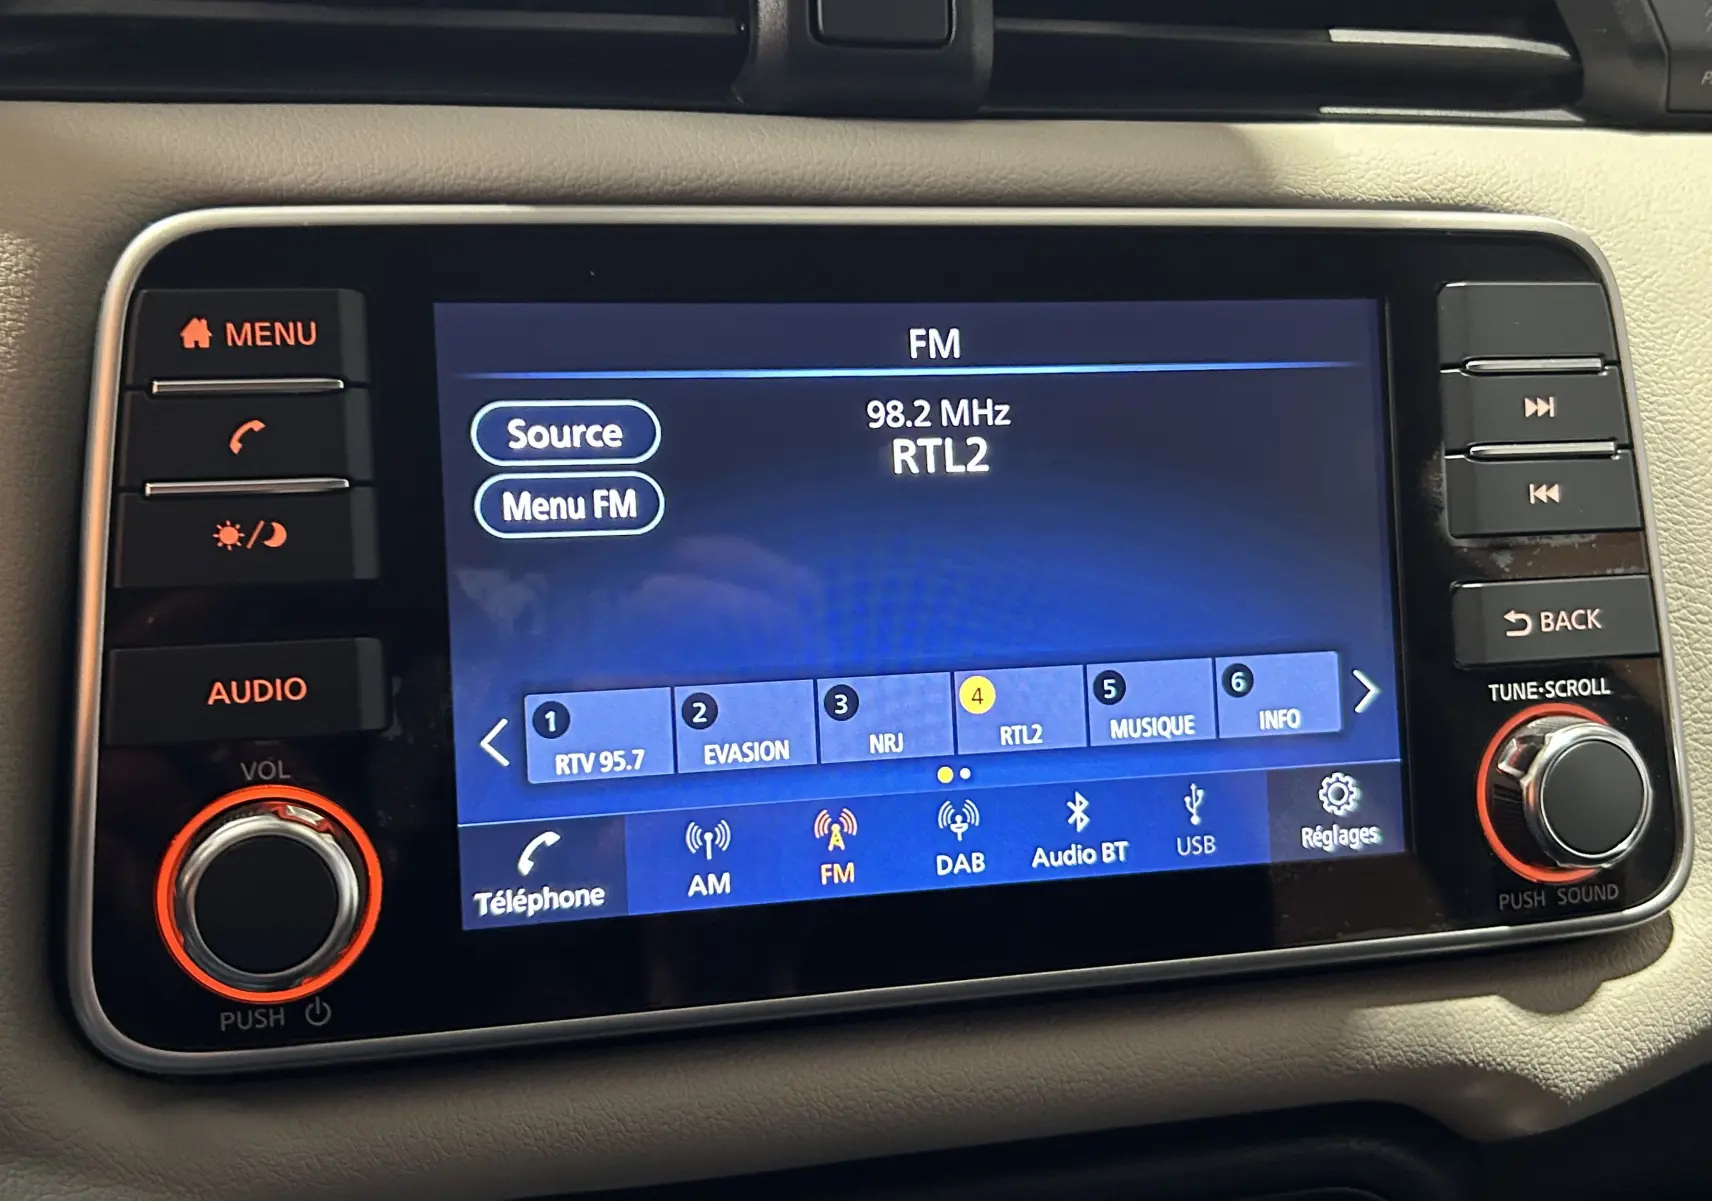 MENU
AUDIO
VOL
PUSH
FM
98.2 MHz
RTL2
Source
Menu FM
1 RTV 95.7
2 EVASION
3 NRJ
4 RTL2
5 MUSIQUE
6 INFO
Téléphone
AM
FM
DAB
Audio BT
USB
Réglages
BACK
TUNE·SCROLL
PUSH SOUND